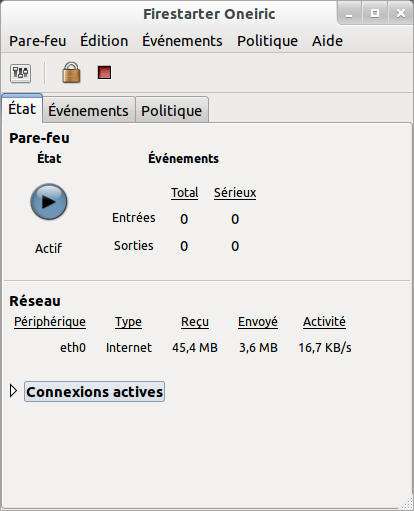 Firestarter Oneiric
Pare-feu Édition Événements Politique Aide
État Événements Politique
Pare-feu
État Événements
Total Sérieux
Entrées 0 0
Sorties 0 0
Actif
Réseau
Périphérique Type Reçu Envoyé Activité
eth0 Internet 45,4 MB 3,6 MB 16,7 KB/s
Connexions actives